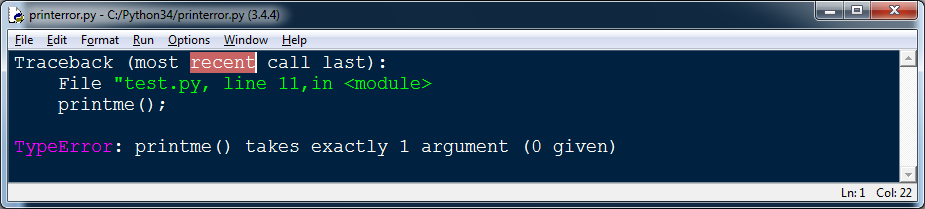 printerror.py - C:/Python34/printerror.py (3.4.4)
File Edit Format Run Options Window Help
Traceback (most recent call last):
    File "test.py, line 11,in <module>
    printme();
TypeError: printme() takes exactly 1 argument (0 given)
Ln: 1 Col: 22